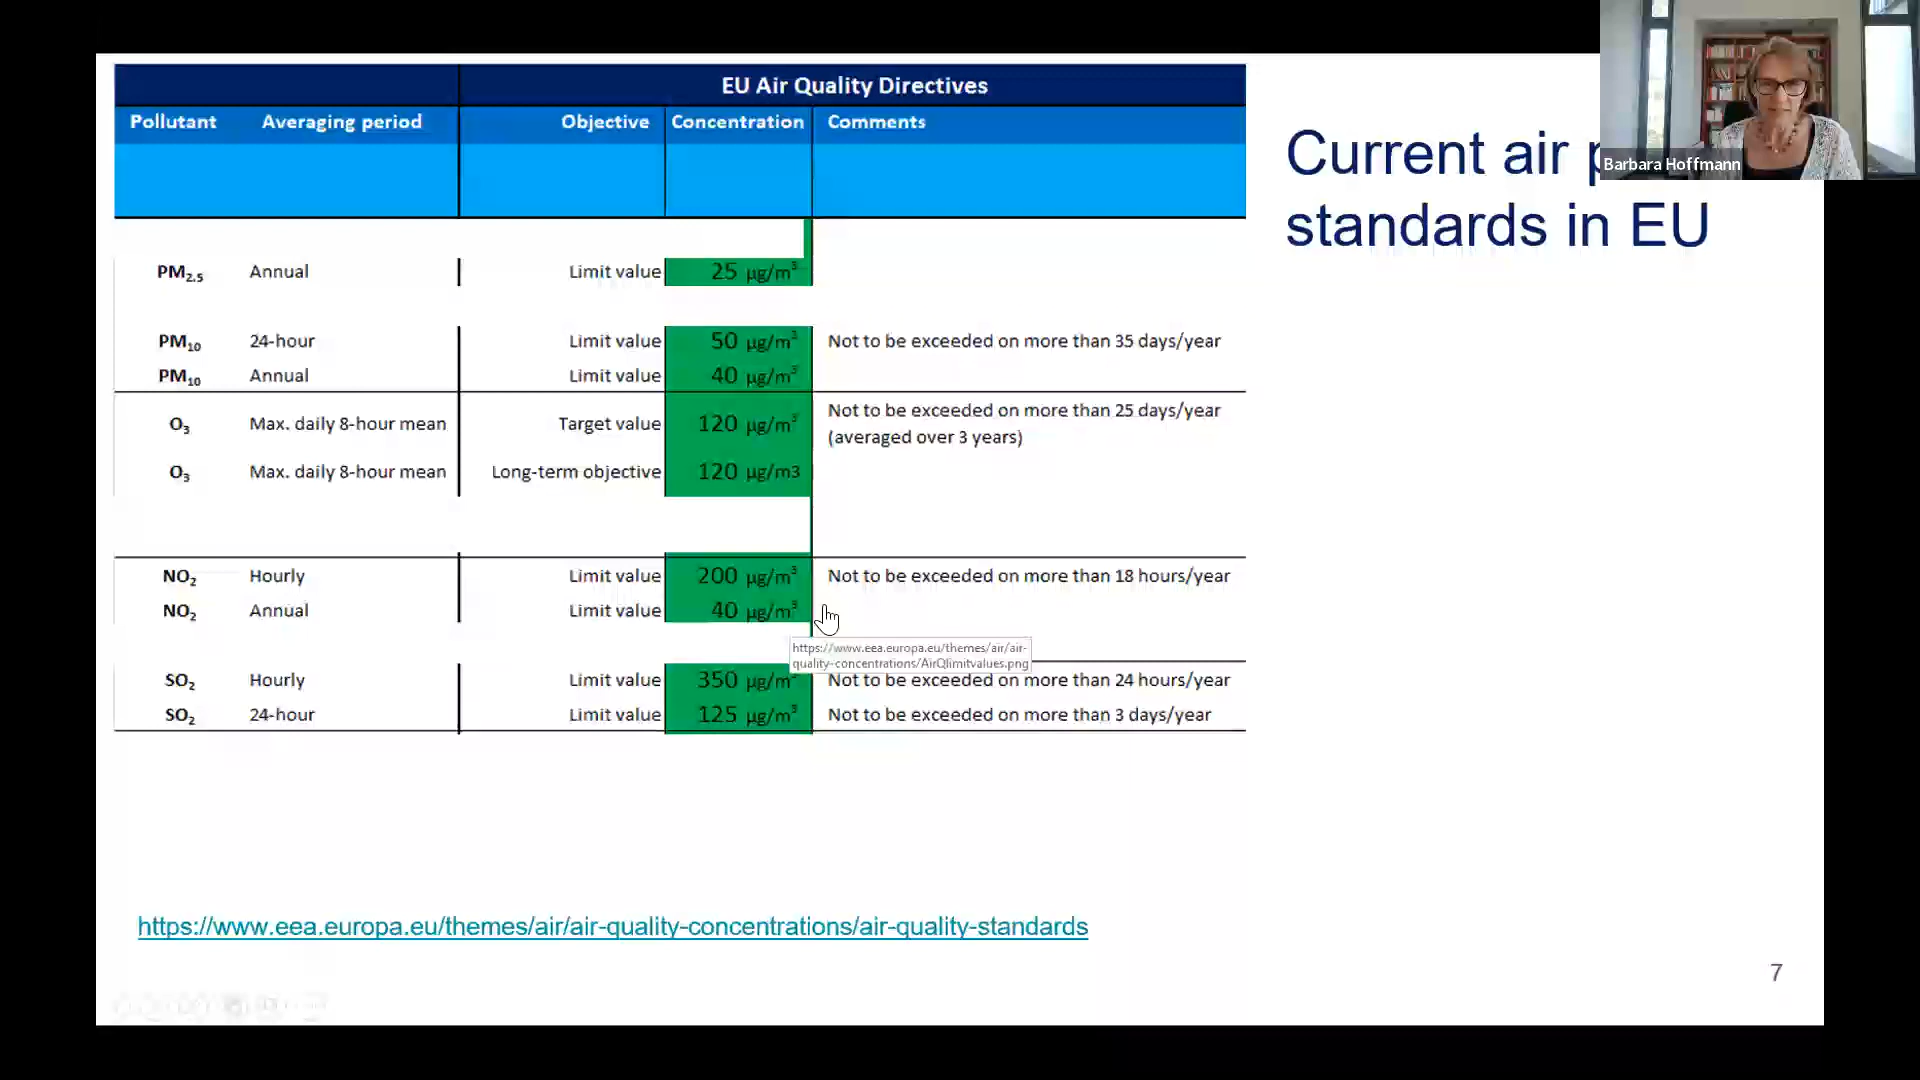 EU Air Quality Directives
Pollutant Averaging period Objective Concentration Comments
PM2.5 Annual Limit value 25 µg/m³
PM10 24-hour Limit value 50 µg/m³ Not to be exceeded on more than 35 days/year
PM10 Annual Limit value 40 µg/m³
O3 Max. daily 8-hour mean Target value 120 µg/m³ Not to be exceeded on more than 25 days/year
(averaged over 3 years)
O3 Max. daily 8-hour mean Long-term objective 120 µg/m3
NO2 Hourly Limit value 200 µg/m³ Not to be exceeded on more than 18 hours/year
NO2 Annual Limit value 40 µg/m³
https://www.eea.europa.eu/themes/air/air-
quality-concentrations/AirQlimitvalues.png
SO2 Hourly Limit value 350 µg/m³ Not to be exceeded on more than 24 hours/year
SO2 24-hour Limit value 125 µg/m³ Not to be exceeded on more than 3 days/year
Current air
standards in EU
Barbara Hoffmann
https://www.eea.europa.eu/themes/air/air-quality-concentrations/air-quality-standards
7